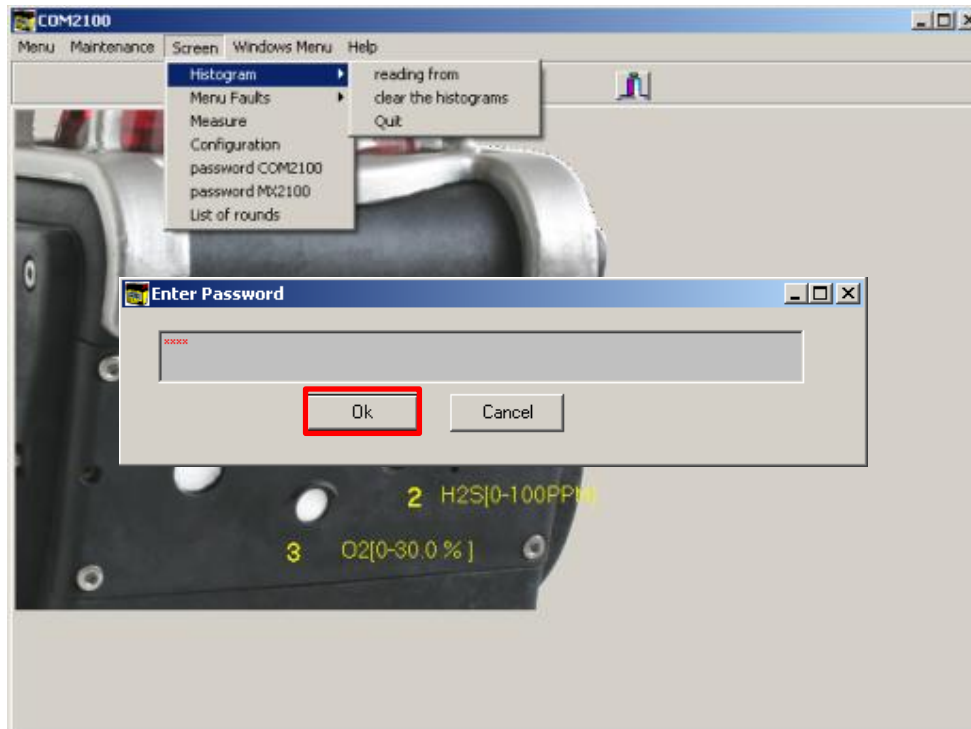 COM2100
Menu Maintenance Screen Windows Menu Help
Histogram reading from
Menu Faults clear the histograms
Measure Quit
Configuration
password COM2100
password MX2100
List of rounds
0
Enter Password
xxxx
Ok Cancel
2 H2S[0-100PPM]
3 O2[0-30.0 % ]